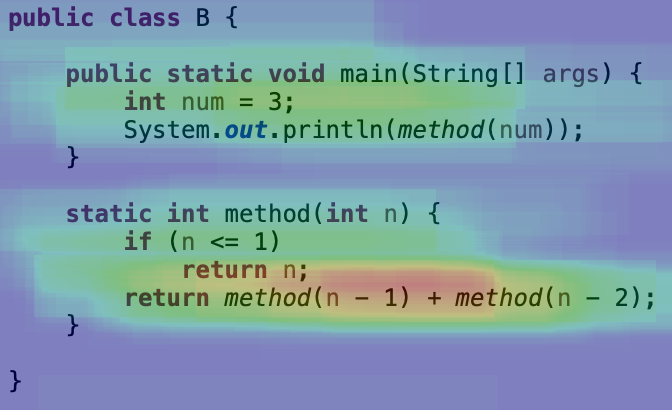 public class B {
    public static void main(String[] args) {
        int num = 3;
        System.out.println(method(num));
    }
    static int method(int n) {
        if (n <= 1)
            return n;
        return method(n - 1) + method(n - 2);
    }
}